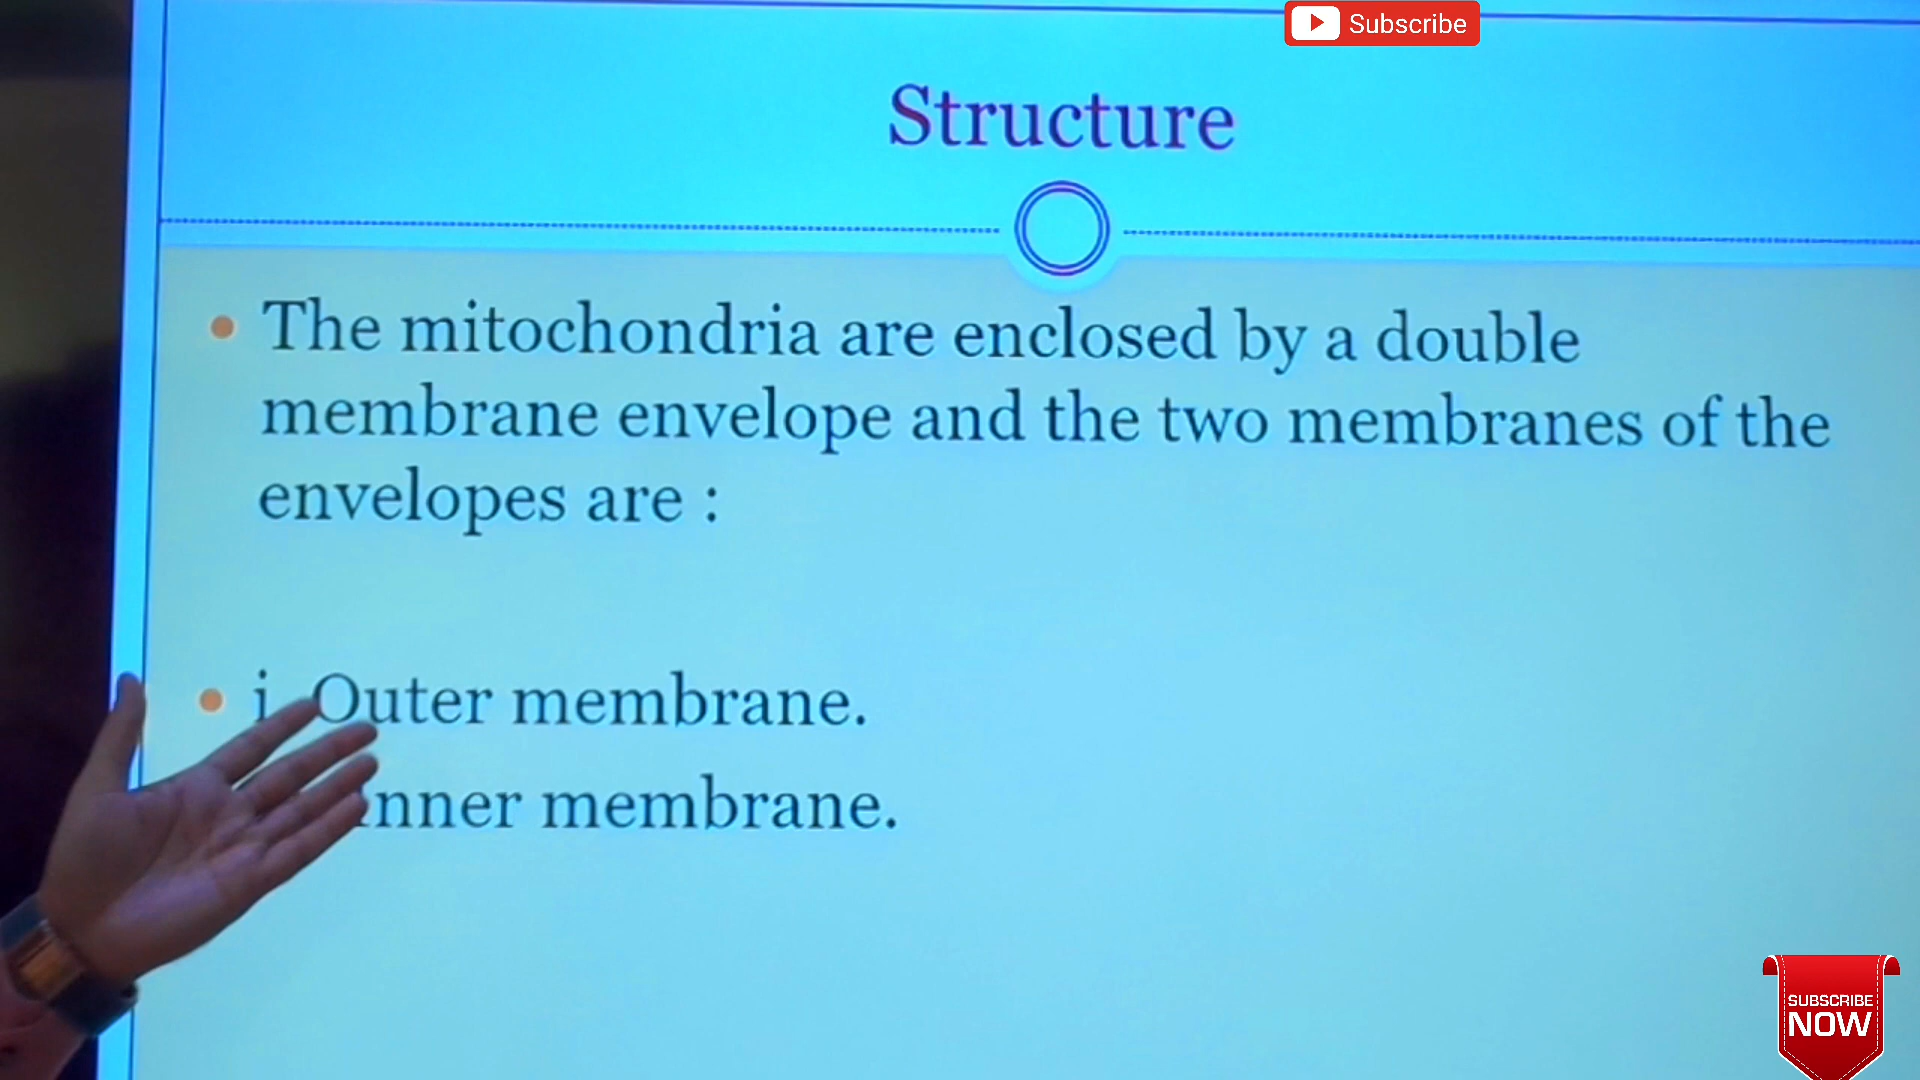 Subscribe
Structure
The mitochondria are enclosed by a double
membrane envelope and the two membranes of the
envelopes are :
i. Outer membrane.
membrane.
SUBSCRIBE
NOW